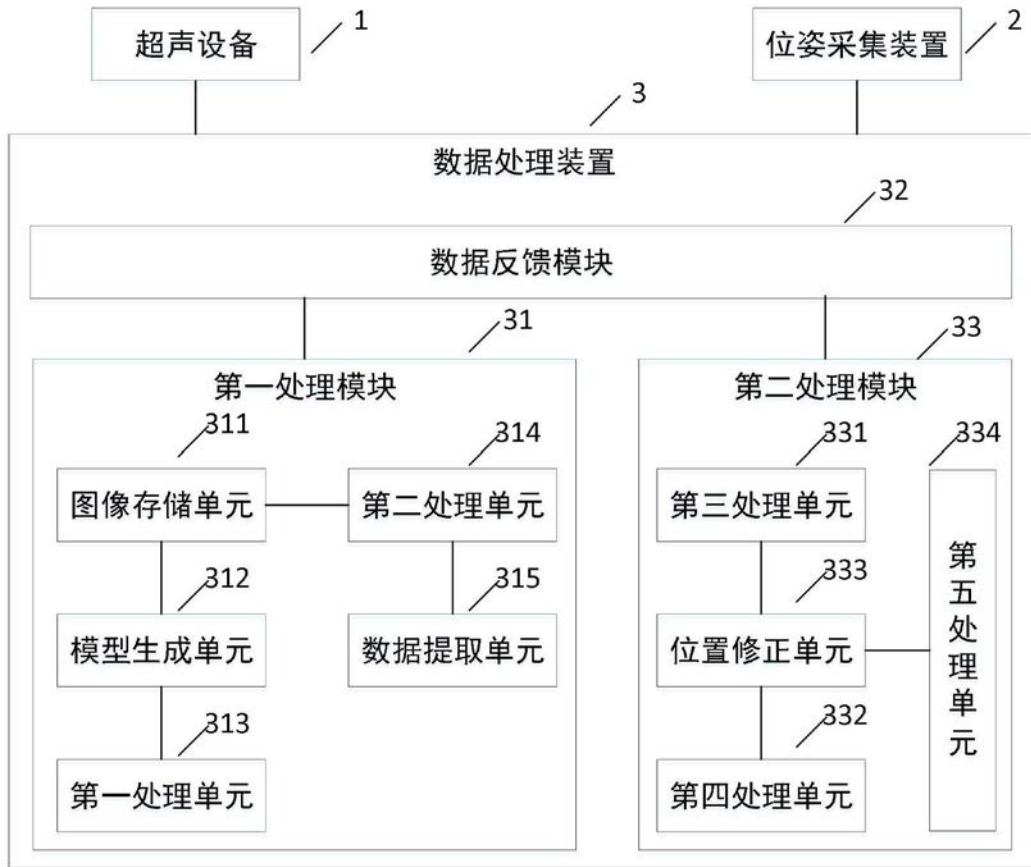 超声设备
1
位姿采集装置
2
3
数据处理装置
32
数据反馈模块
31
第一处理模块
311
图像存储单元
314
第二处理单元
312
模型生成单元
315
数据提取单元
313
第一处理单元
33
第二处理模块
331
第三处理单元
334
第五处理单元
333
位置修正单元
332
第四处理单元